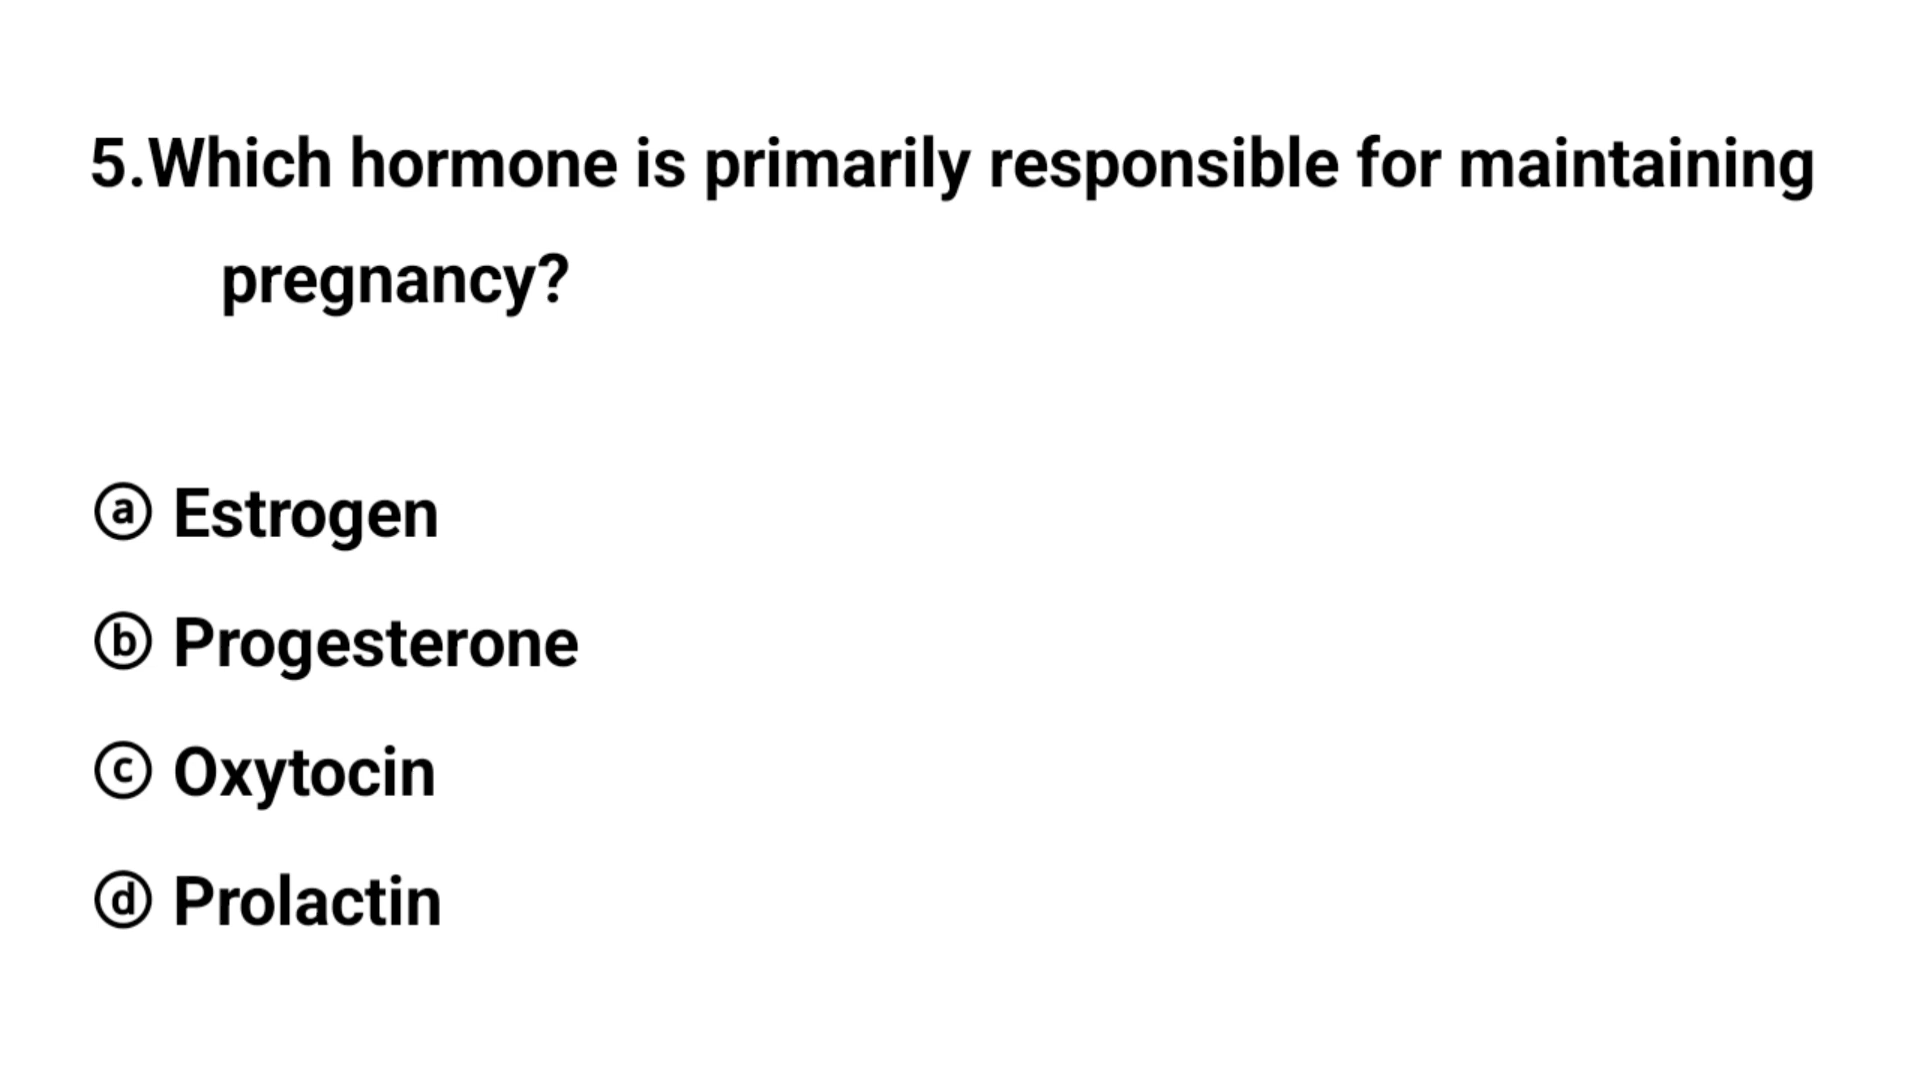 5.Which hormone is primarily responsible for maintaining
pregnancy?
ⓐ Estrogen
ⓑ Progesterone
ⓒ Oxytocin
ⓓ Prolactin